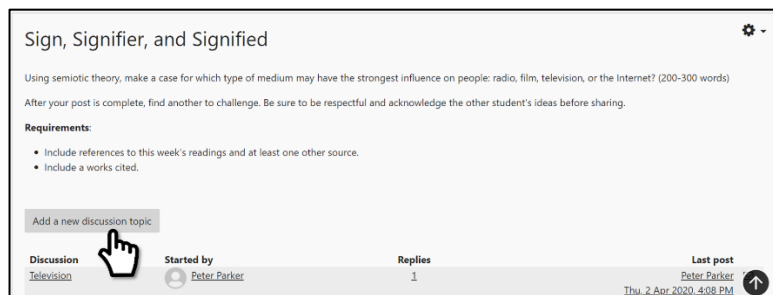 Sign, Signifier, and Signified
Using semiotic theory, make a case for which type of medium may have the strongest influence on people: radio, film, television, or the Internet? (200-300 words)
After your post is complete, find another to challenge. Be sure to be respectful and acknowledge the other student's ideas before sharing.
Requirements:
• Include references to this week's readings and at least one other source.
• Include a works cited.
Add a new discussion topic
Discussion Started by Replies Last post
Television Peter Parker 1 Peter Parker
Thu, 2 Apr 2020, 4:08 PM